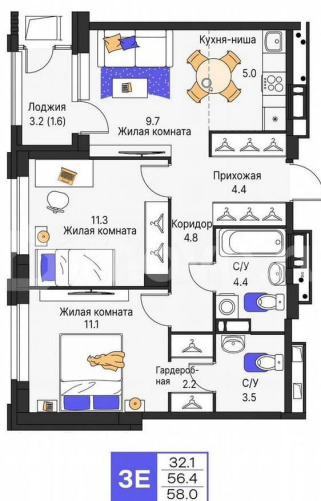 Кухня-ниша
5.0
Лоджия
3.2 (1.6)
9.7
Жилая комната
Прихожая
4.4
11.3
Жилая комната
Коридор
4.8
С/У
4.4
Жилая комната
11.1
Гардероб-
ная
2.2
С/У
3.5
3Е
32.1
56.4
58.0